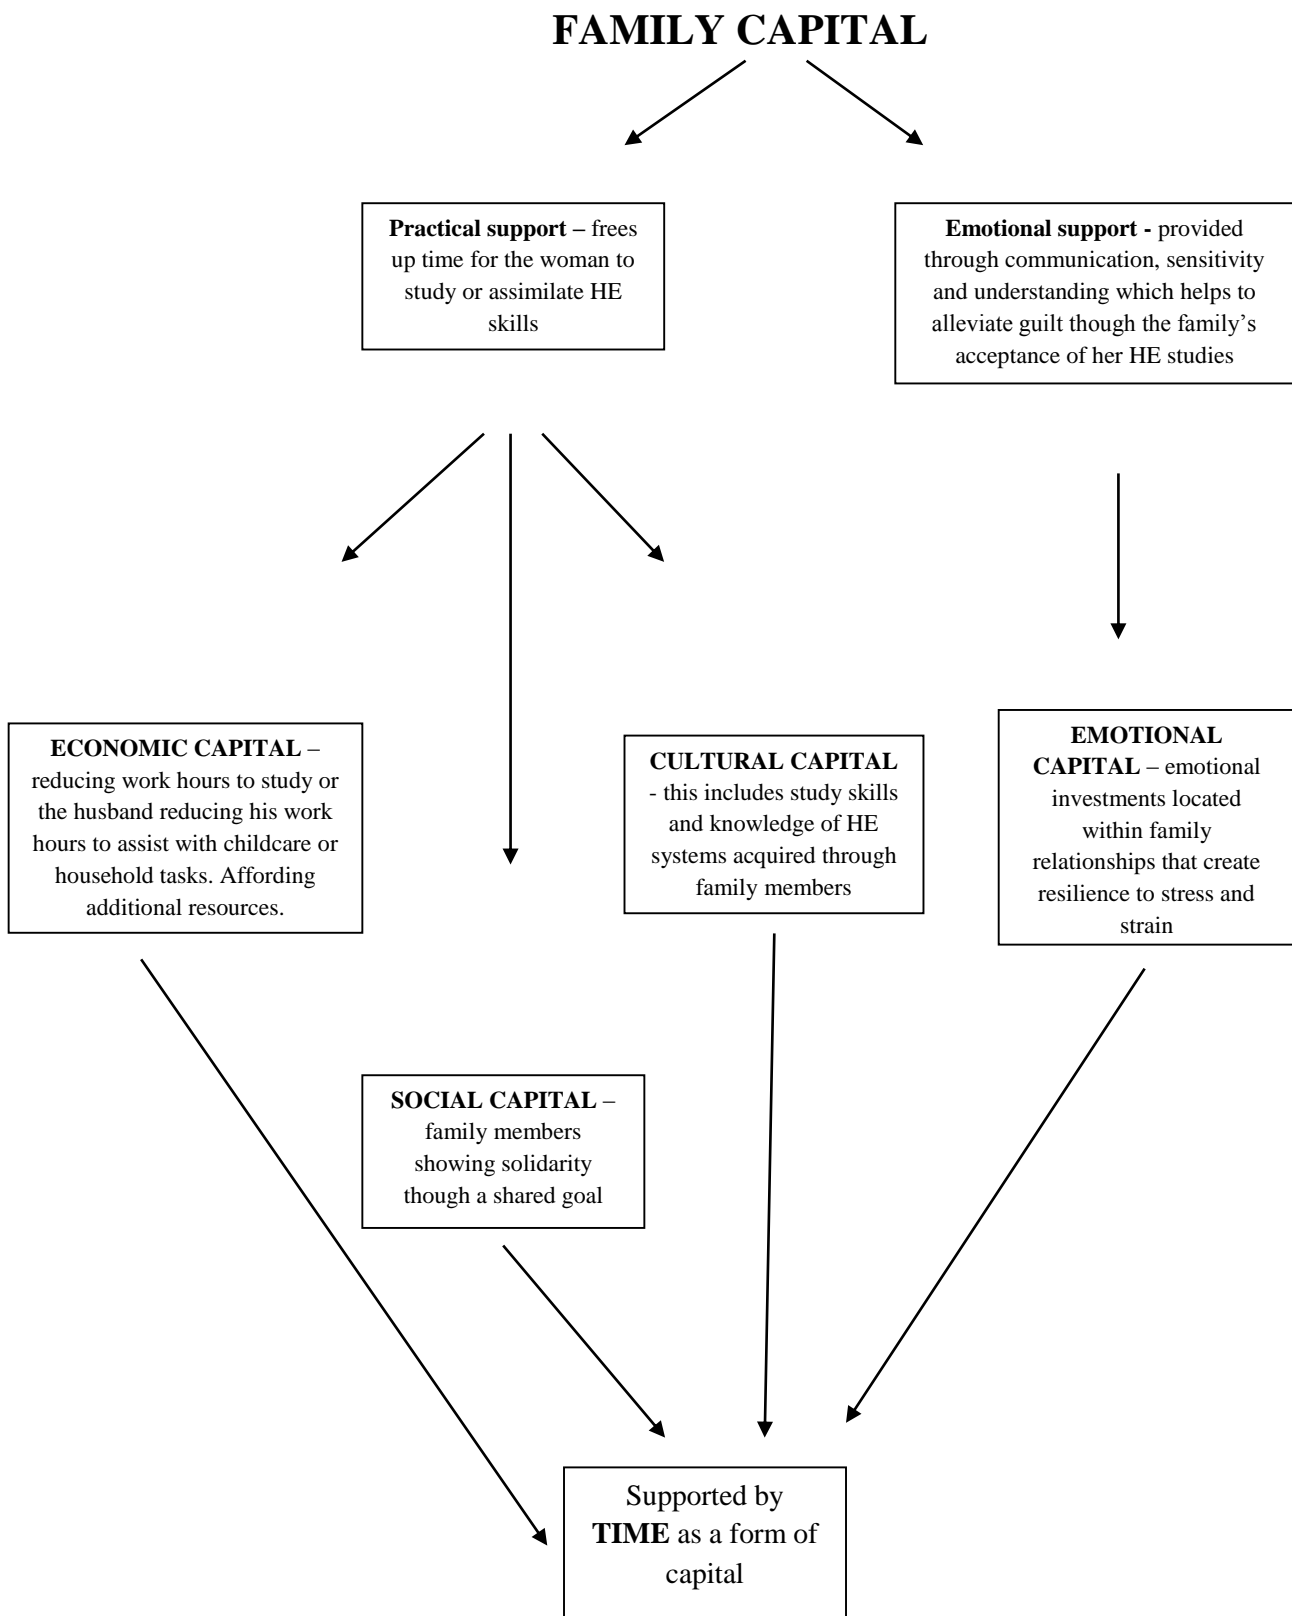 FAMILY CAPITAL
Practical support – frees
up time for the woman to
study or assimilate HE
skills
Emotional support - provided
through communication, sensitivity
and understanding which helps to
alleviate guilt though the family’s
acceptance of her HE studies
ECONOMIC CAPITAL –
reducing work hours to study or
the husband reducing his work
hours to assist with childcare or
household tasks. Affording
additional resources.
CULTURAL CAPITAL
- this includes study skills
and knowledge of HE
systems acquired through
family members
EMOTIONAL
CAPITAL – emotional
investments located
within family
relationships that create
resilience to stress and
strain
SOCIAL CAPITAL –
family members
showing solidarity
though a shared goal
Supported by
TIME as a form of
capital